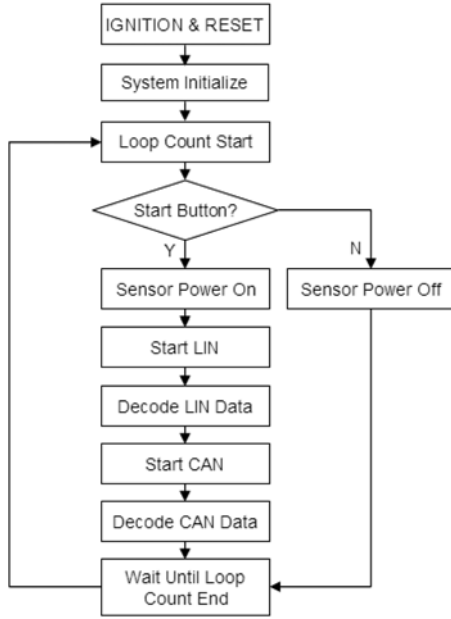 IGNITION & RESET
System Initialize
Loop Count Start
Start Button?
Y
N
Sensor Power On
Sensor Power Off
Start LIN
Decode LIN Data
Start CAN
Decode CAN Data
Wait Until Loop
Count End